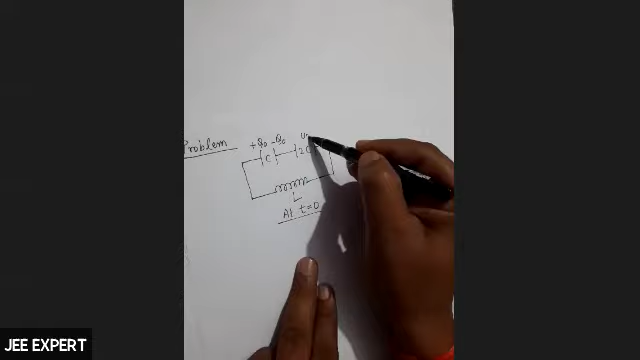 Problem
+Q0 -Q0
C 2C
L
At t=0
JEE EXPERT